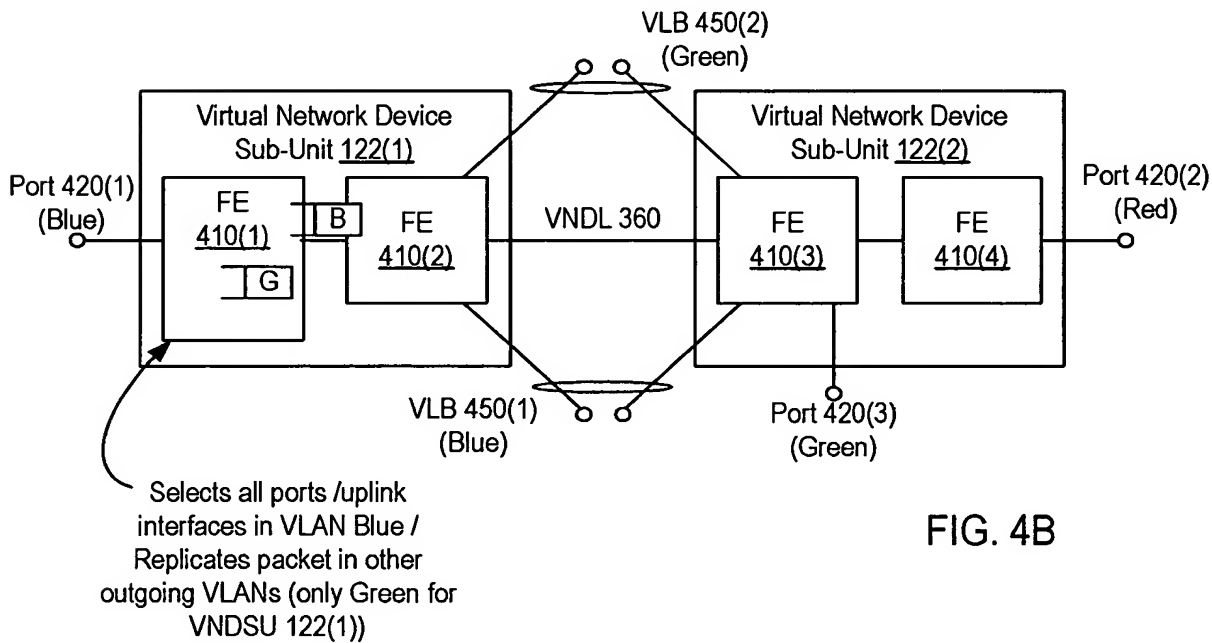 VLB 450(2)
(Green)
Virtual Network Device
Sub-Unit 122(1)
Virtual Network Device
Sub-Unit 122(2)
Port 420(1)
(Blue)
FE
410(1)
B
G
FE
410(2)
VNDL 360
FE
410(3)
FE
410(4)
Port 420(2)
(Red)
VLB 450(1)
(Blue)
Port 420(3)
(Green)
Selects all ports /uplink
interfaces in VLAN Blue /
Replicates packet in other
outgoing VLANs (only Green for
VNDSU 122(1))
FIG. 4B